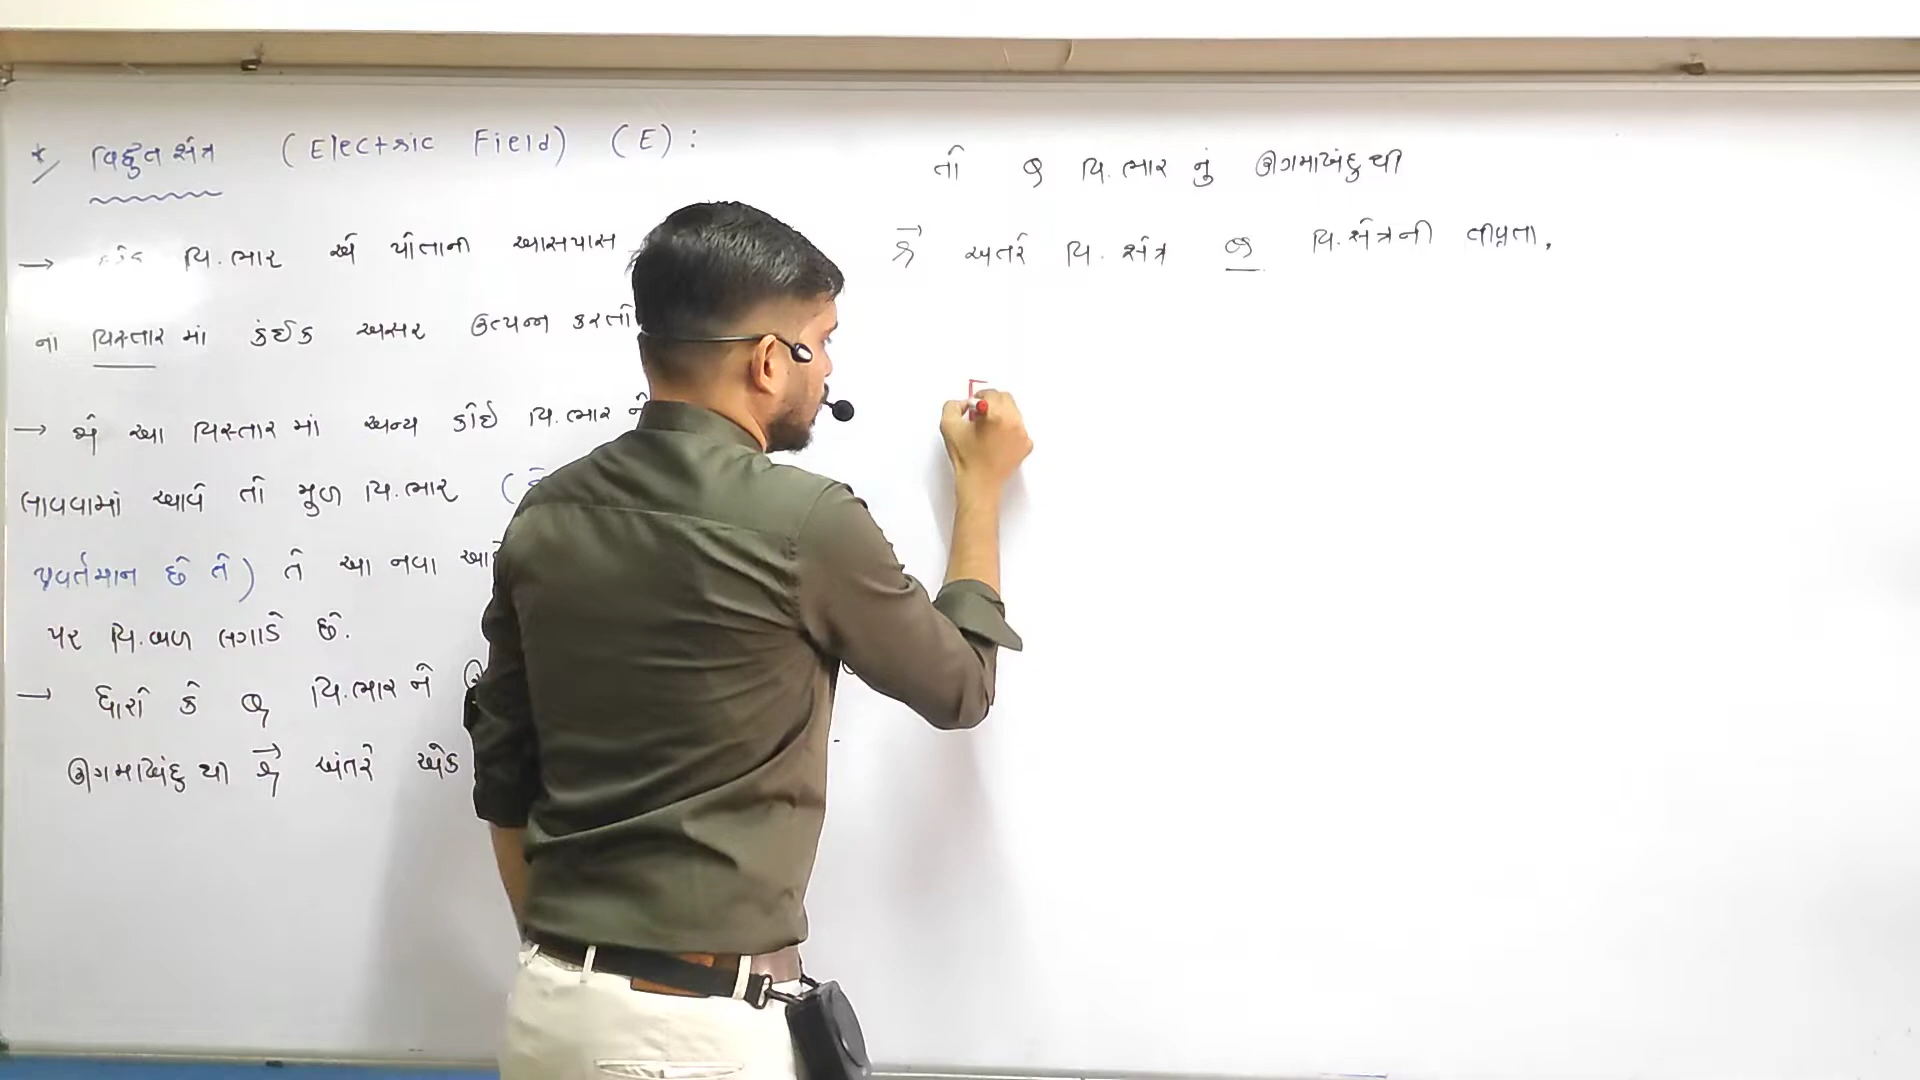 * વિદ્યુત ક્ષેત્ર (Electric Field) (E) :
→ વિ.ભાર એ પોતાની આસપાસ
નાં વિસ્તાર માં કંઈક અસર ઉત્પન્ન કરતો
→ જો આ વિસ્તાર માં અન્ય કોઈ વિ.ભાર ને
લાવવામાં આવે તો મૂળ વિ.ભાર (
પ્રવર્તમાન છે તે) તે આ નવા
પર વિ.બળ લગાડે છે.
→ ધારો કે Q વિ.ભાર ને
ઊગમબિંદુ થી r⃗ અંતરે એક
તો Q વિ.ભાર નું ઊગમબિંદુ થી
r⃗ અંતરે વિ. ક્ષેત્ર વિ.ક્ષેત્રની તીવ્રતા,